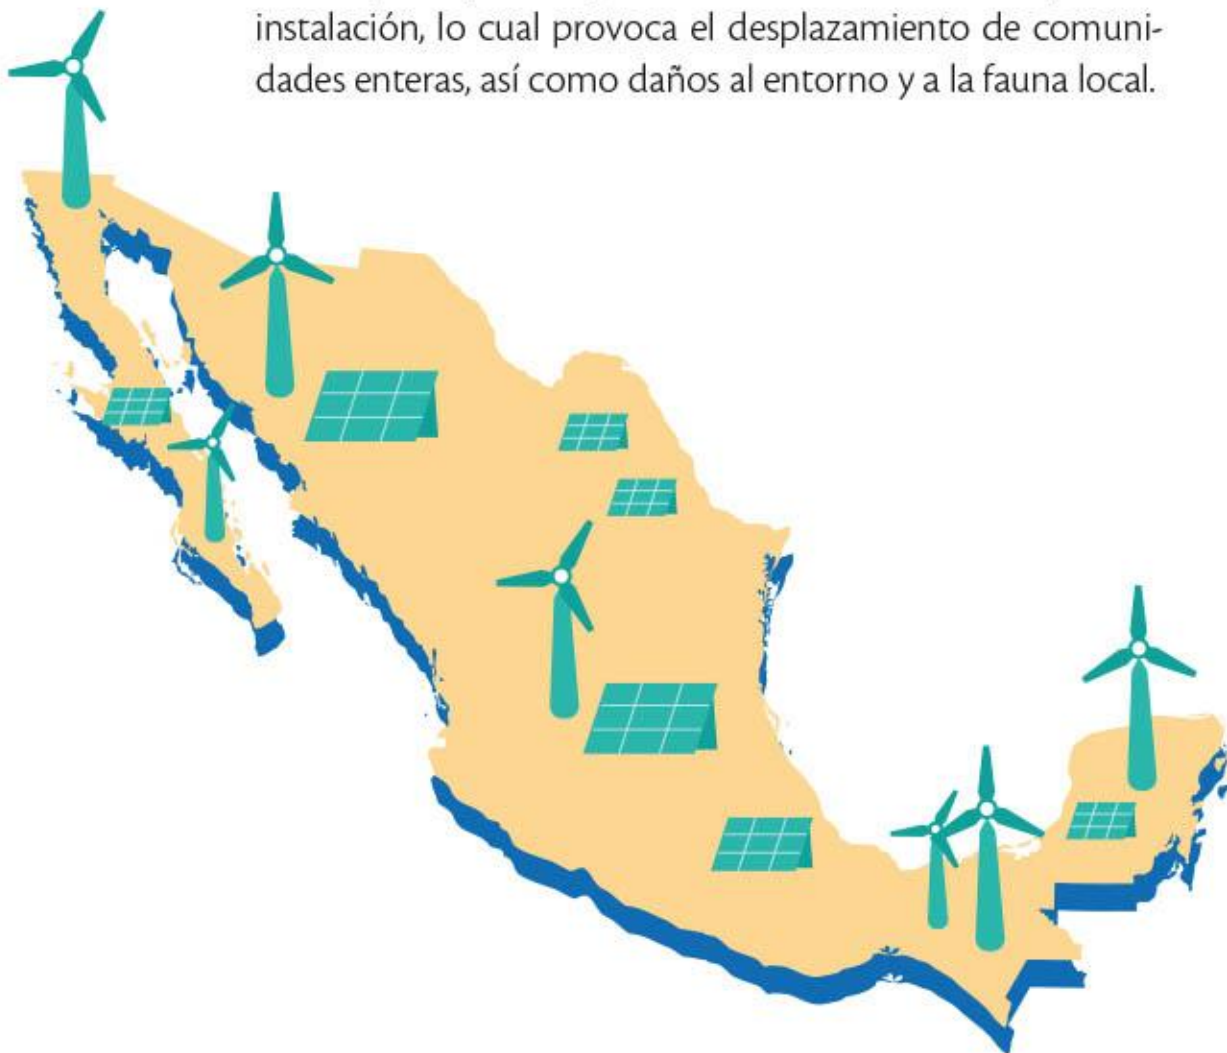 instalación, lo cual provoca el desplazamiento de comuni-
dades enteras, así como daños al entorno y a la fauna local.